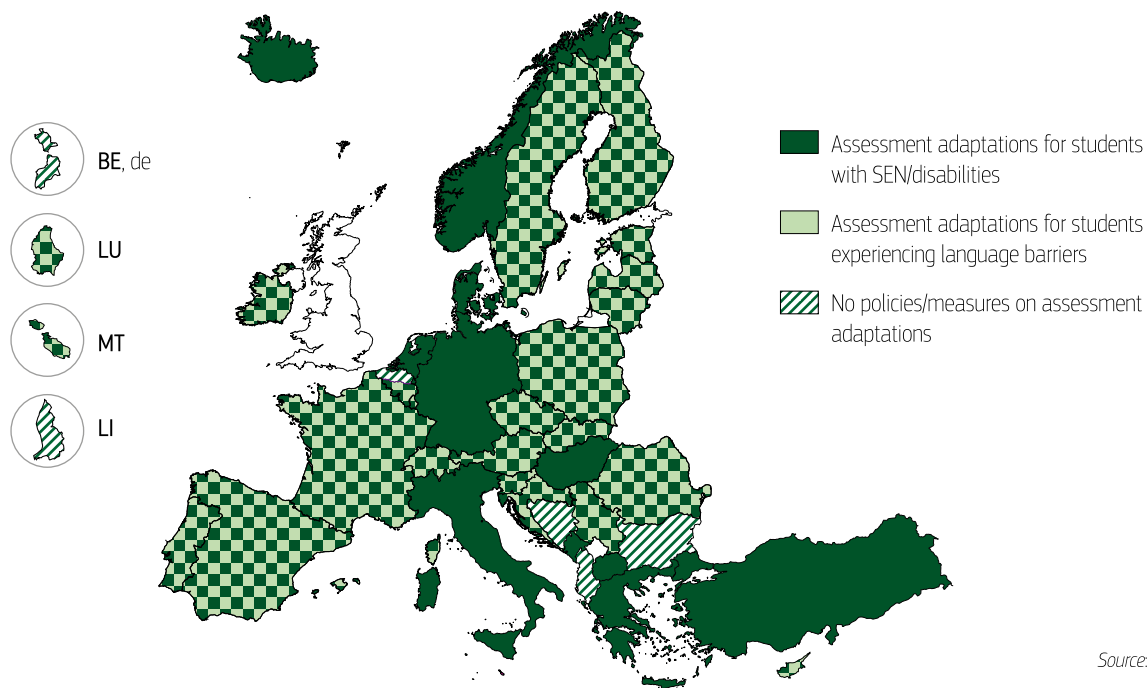 BE, de
LU
MT
LI
Assessment adaptations for students
with SEN/disabilities
Assessment adaptations for students
experiencing language barriers
No policies/measures on assessment
adaptations
Source: